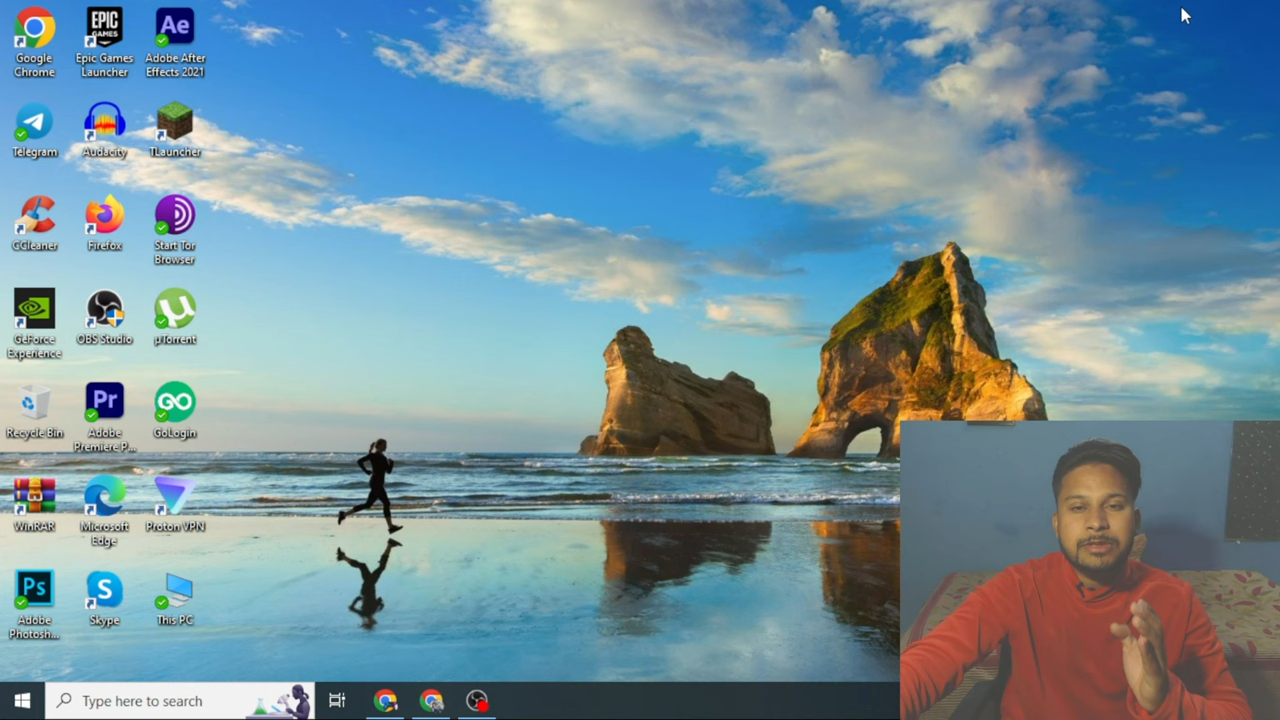 Google
Chrome
EPIC
GAMES
Epic Games
Launcher
Ae
Adobe After
Effects 2021
Telegram
Audacity
TLauncher
CCleaner
Firefox
Start Tor
Browser
GeForce
Experience
OBS Studio
µTorrent
Recycle Bin
Pr
Adobe
Premiere P...
GO
GoLogin
WinRAR
Microsoft
Edge
Proton VPN
Ps
Adobe
Photosh...
S
Skype
This PC
Type here to search